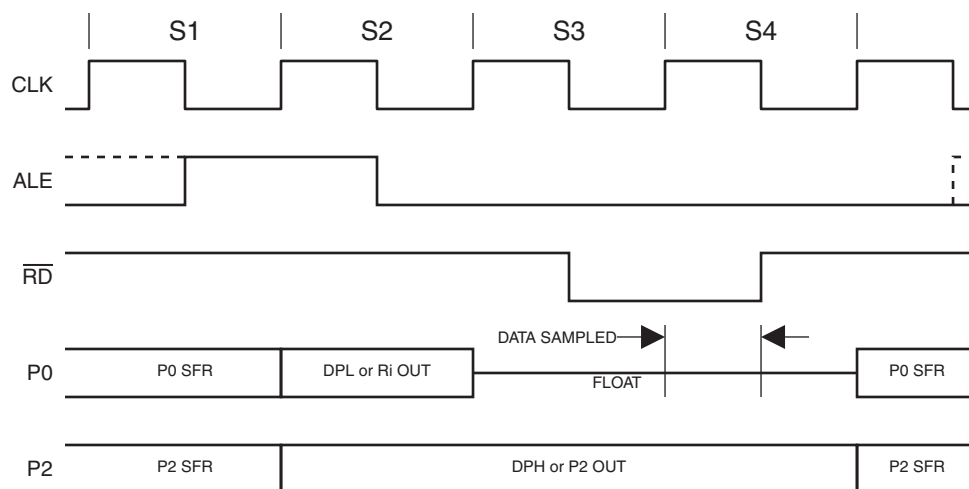 S1 S2 S3 S4
CLK
ALE
RD
DATA SAMPLED
P0 P0 SFR DPL or Ri OUT FLOAT P0 SFR
P2 P2 SFR DPH or P2 OUT P2 SFR